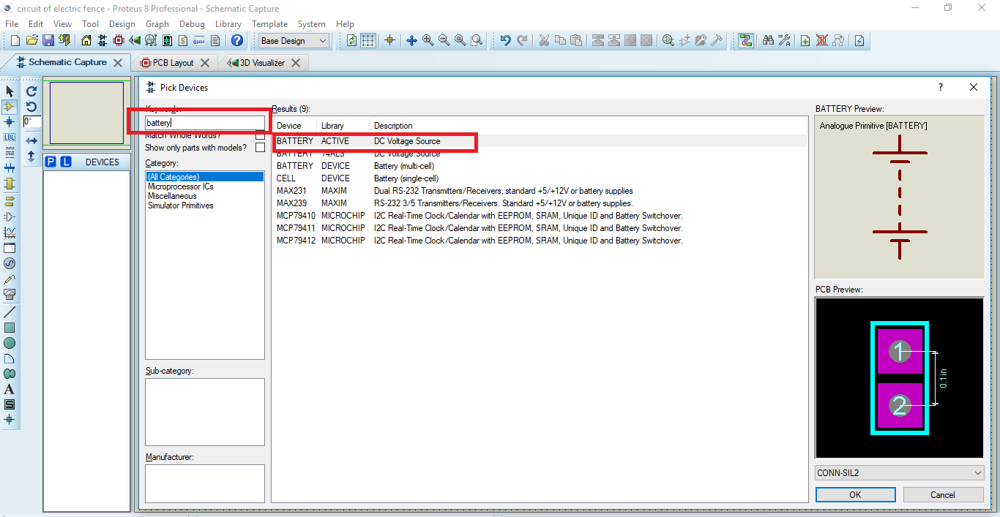 circuit of electric fence - Proteus 8 Professional - Schematic Capture
File Edit View Tool Design Graph Debug Library Template System Help
$ ? Base Design
Schematic Capture PCB Layout 3D Visualizer
Pick Devices ?
0°
LBL
P L DEVICES
A
S
Keywords:
battery
Match Whole Words?
Show only parts with models?
Category:
(All Categories)
Microprocessor ICs
Miscellaneous
Simulator Primitives
Sub-category:
Manufacturer:
Results (9):
Device Library Description
BATTERY ACTIVE DC Voltage Source
BATTERY 74ALS DC Voltage Source
BATTERY DEVICE Battery (multi-cell)
CELL DEVICE Battery (single-cell)
MAX231 MAXIM Dual RS-232 Transmitters/Receivers, standard +5/+12V or battery supplies
MAX239 MAXIM RS-232 3/5 Transmitters/Receivers. Standard +5/+12V or battery supplies.
MCP79410 MICROCHIP I2C Real-Time Clock/Calendar with EEPROM, SRAM, Unique ID and Battery Switchover.
MCP79411 MICROCHIP I2C Real-Time Clock/Calendar with EEPROM, SRAM, Unique ID and Battery Switchover.
MCP79412 MICROCHIP I2C Real-Time Clock/Calendar with EEPROM, SRAM, Unique ID and Battery Switchover.
BATTERY Preview:
Analogue Primitive [BATTERY]
PCB Preview:
1
2
0.1in
CONN-SIL2
OK Cancel